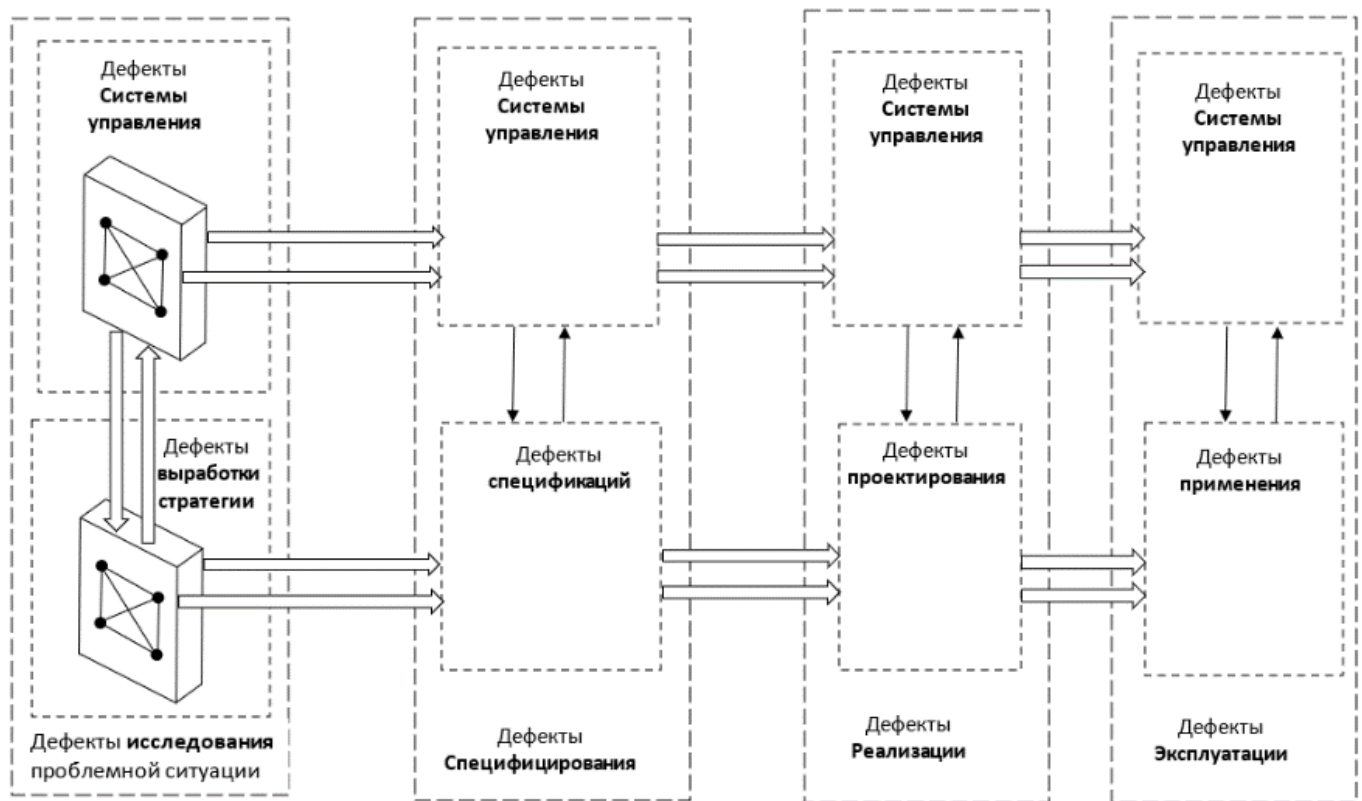 Дефекты
Системы
управления
Дефекты
выработки
стратегии
Дефекты исследования
проблемной ситуации
Дефекты
Системы
управления
Дефекты
спецификаций
Дефекты
Специфицирования
Дефекты
Системы
управления
Дефекты
проектирования
Дефекты
Реализации
Дефекты
Системы
управления
Дефекты
применения
Дефекты
Эксплуатации